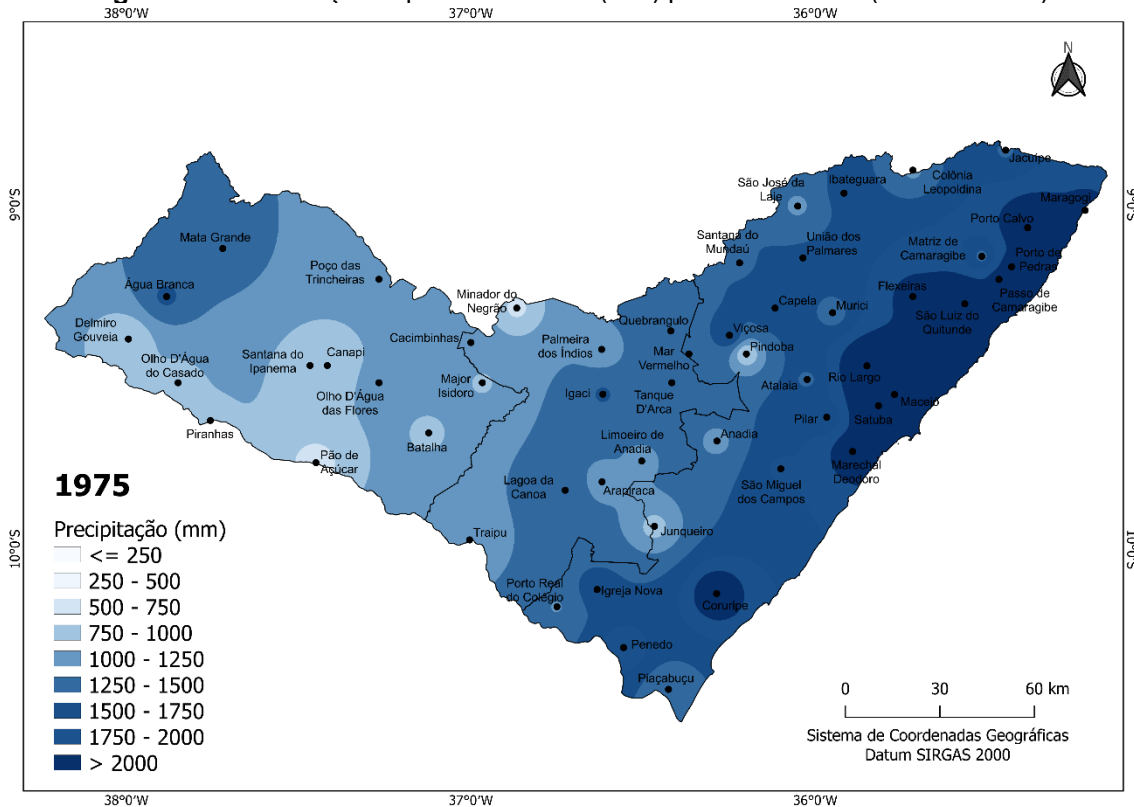 38°0'W 37°0'W 36°0'W
N
9°0'S
9°0'S
10°0'S
10°0'S
Jacuípe
Colônia
Leopoldina
Ibateguara
São José da
Laje
Maragogi
Porto Calvo
Matriz de
Camaragibe
Porto de
Pedras
Passo de
Camaragibe
Santana do
Mundaú
União dos
Palmares
Flexeiras
São Luiz do
Quitunde
Mata Grande
Água Branca
Poço das
Trincheiras
Minador do
Negrão
Capela
Murici
Quebrangulo
Viçosa
Delmiro
Gouveia
Cacimbinhas
Palmeira
dos Índios
Mar
Vermelho
Pindoba
Olho D'Água
do Casado
Santana do
Ipanema
Canapi
Major
Isidoro
Igaci
Tanque
D'Arca
Atalaia
Rio Largo
Maceió
Satuba
Olho D'Água
das Flores
Piranhas
Batalha
Limoeiro de
Anadia
Anadia
Pilar
Pão de
Açúcar
Lagoa da
Canoa
Arapiraca
São Miguel
dos Campos
Marechal
Deodoro
Traipu
Junqueiro
Porto Real
do Colégio
Igreja Nova
Coruripe
Penedo
Piaçabuçu
1975
Precipitação (mm)
<= 250
250 - 500
500 - 750
750 - 1000
1000 - 1250
1250 - 1500
1500 - 1750
1750 - 2000
> 2000
0 30 60 km
Sistema de Coordenadas Geográficas
Datum SIRGAS 2000
38°0'W 37°0'W 36°0'W